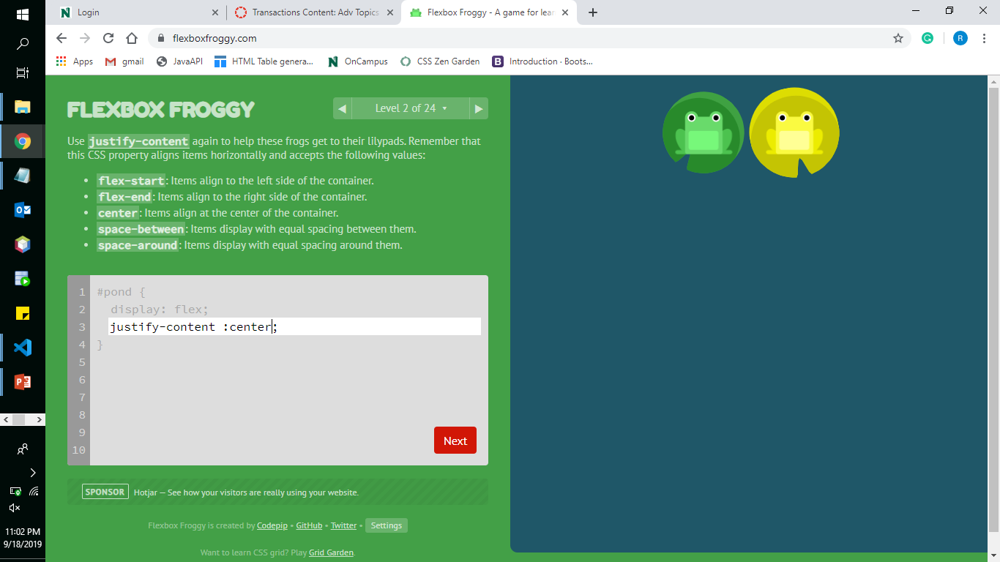 Login
Transactions Content: Adv Topics
Flexbox Froggy - A game for lear
flexboxfroggy.com
R
Apps
gmail
JavaAPI
HTML Table genera...
OnCampus
CSS Zen Garden
Introduction · Boots...
FLEXBOX FROGGY
Level 2 of 24
Use justify-content again to help these frogs get to their lilypads. Remember that
this CSS property aligns items horizontally and accepts the following values:
• flex-start: Items align to the left side of the container.
• flex-end: Items align to the right side of the container.
• center: Items align at the center of the container.
• space-between: Items display with equal spacing between them.
• space-around: Items display with equal spacing around them.
1 #pond {
2 display: flex;
3 justify-content :center;
4 }
5
6
7
8
9
10
Next
SPONSOR Hotjar — See how your visitors are really using your website.
Flexbox Froggy is created by Codepip • GitHub • Twitter • Settings
Want to learn CSS grid? Play Grid Garden.
11:02 PM
9/18/2019